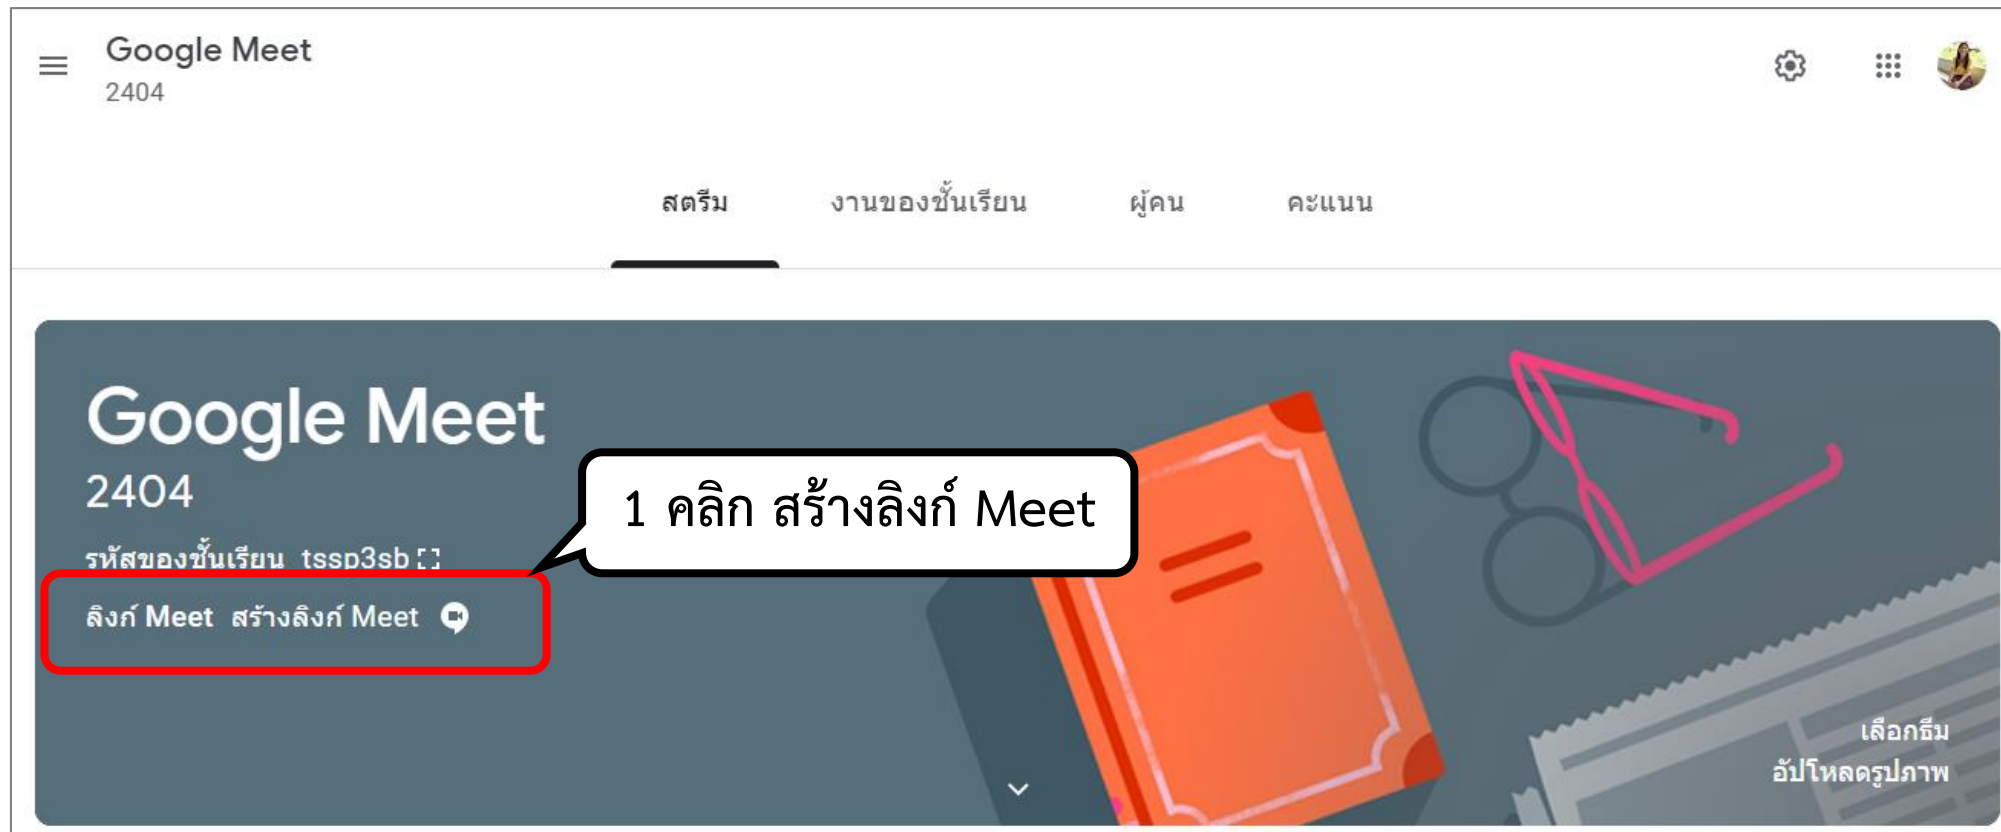 Google Meet
2404
สตรีม งานของชั้นเรียน ผู้คน คะแนน
Google Meet
2404
1 คลิก สร้างลิงก์ Meet
รหัสของชั้นเรียน tssp3sb
ลิงก์ Meet สร้างลิงก์ Meet
เลือกธีม
อัปโหลดรูปภาพ